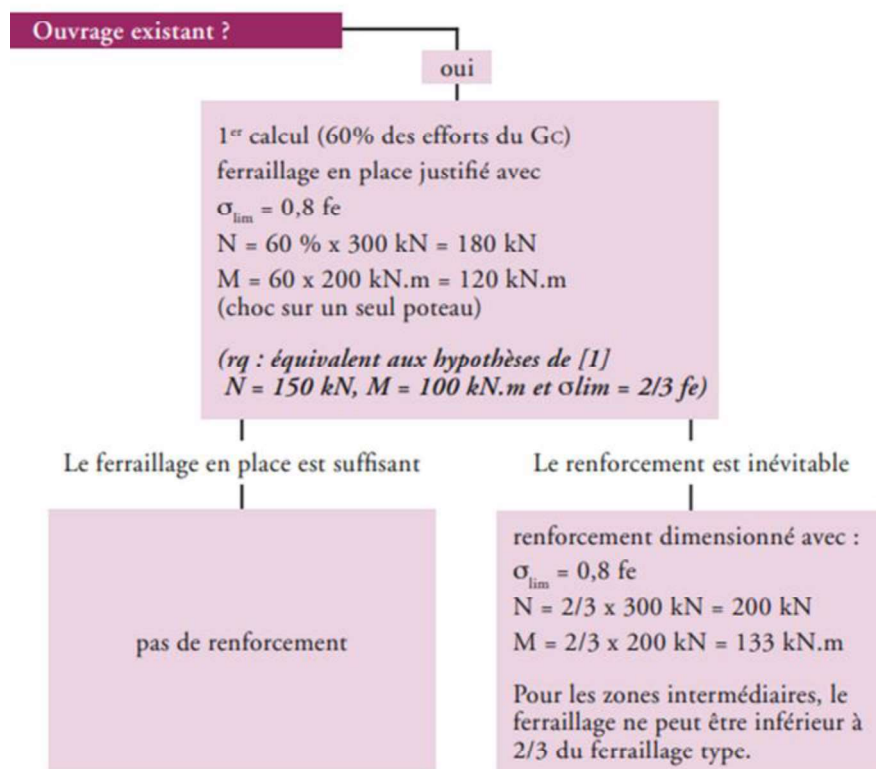 Ouvrage existant ?
oui
1er calcul (60% des efforts du GC)
ferraillage en place justifié avec
σlim = 0,8 fe
N = 60 % x 300 kN = 180 kN
M = 60 x 200 kN.m = 120 kN.m
(choc sur un seul poteau)
(rq : équivalent aux hypothèses de [1]
N = 150 kN, M = 100 kN.m et σlim = 2/3 fe)
Le ferraillage en place est suffisant
pas de renforcement
Le renforcement est inévitable
renforcement dimensionné avec :
σlim = 0,8 fe
N = 2/3 x 300 kN = 200 kN
M = 2/3 x 200 kN = 133 kN.m
Pour les zones intermédiaires, le
ferraillage ne peut être inférieur à
2/3 du ferraillage type.